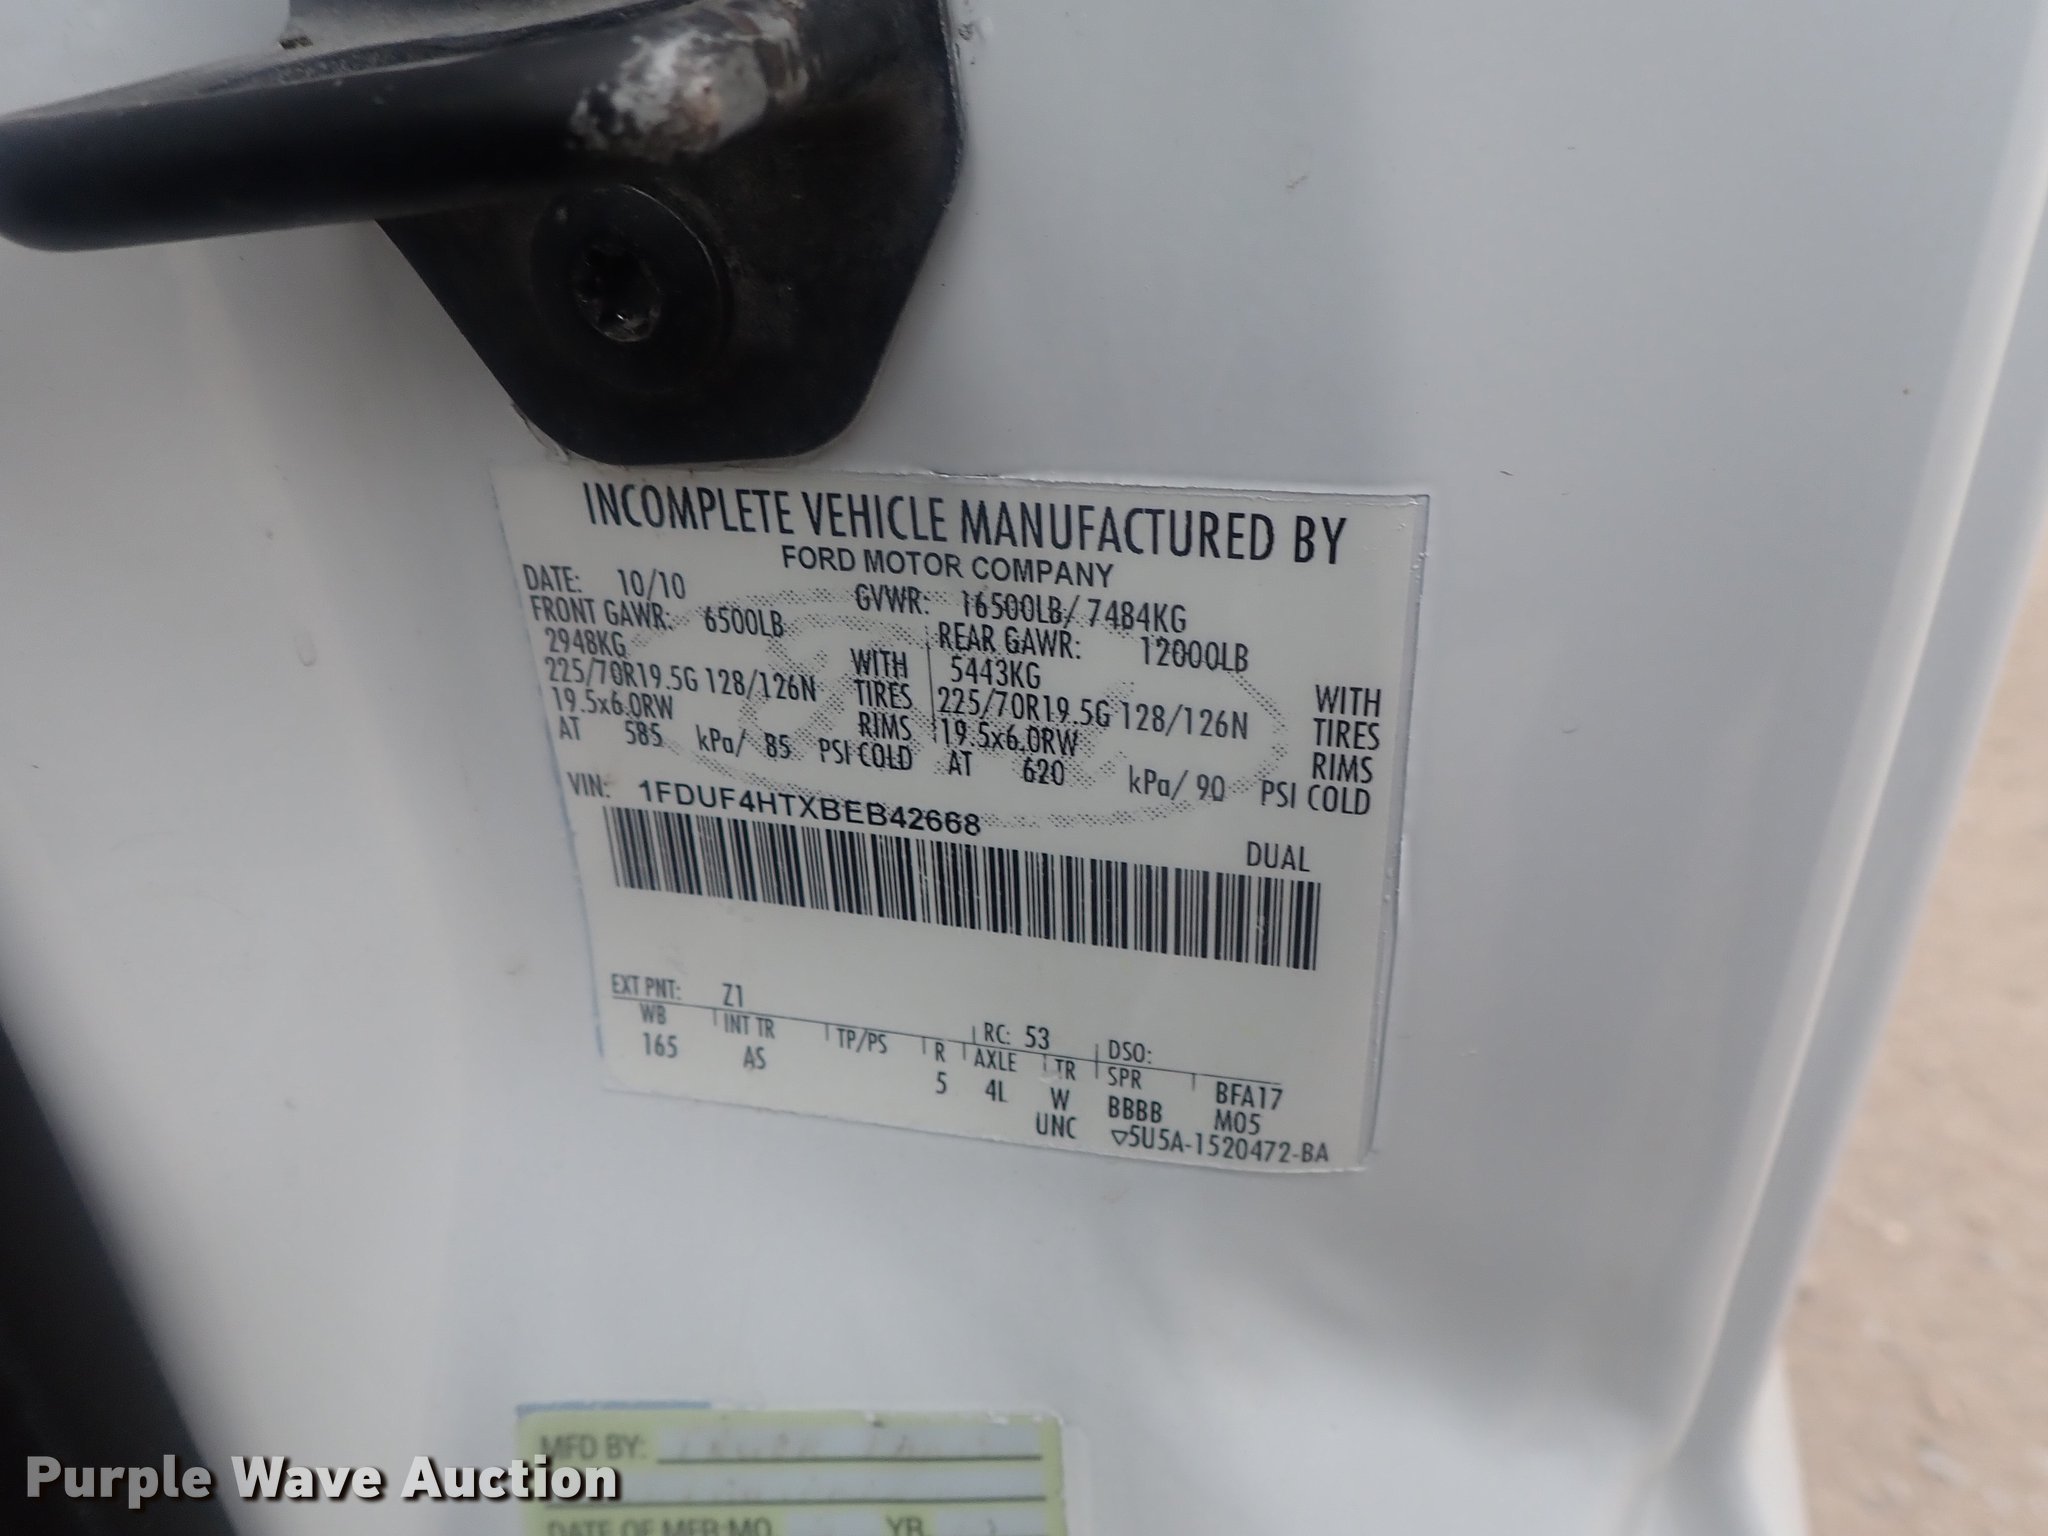 INCOMPLETE VEHICLE MANUFACTURED BY
FORD MOTOR COMPANY
DATE: 10/10 GVWR: 16500LB/ 7484KG
FRONT GAWR: 6500LB REAR GAWR: 12000LB
2948KG WITH 5443KG WITH
225/70R19.5G 128/126N TIRES 225/70R19.5G 128/126N TIRES
19.5x6.0RW RIMS 19.5x6.0RW RIMS
AT 585 kPa/ 85 PSI COLD AT 620 kPa/ 90 PSI COLD
VIN: 1FDUF4HTXBEB42668
DUAL
EXT PNT: Z1 RC: 53 DSO:
WB INT TR TP/PS R AXLE TR SPR BFA17
165 AS 5 4L W BBBB M05
UNC ▽5U5A-1520472-BA
MFD BY:
DATE OF MFR:MO. YR.
Purple Wave Auction